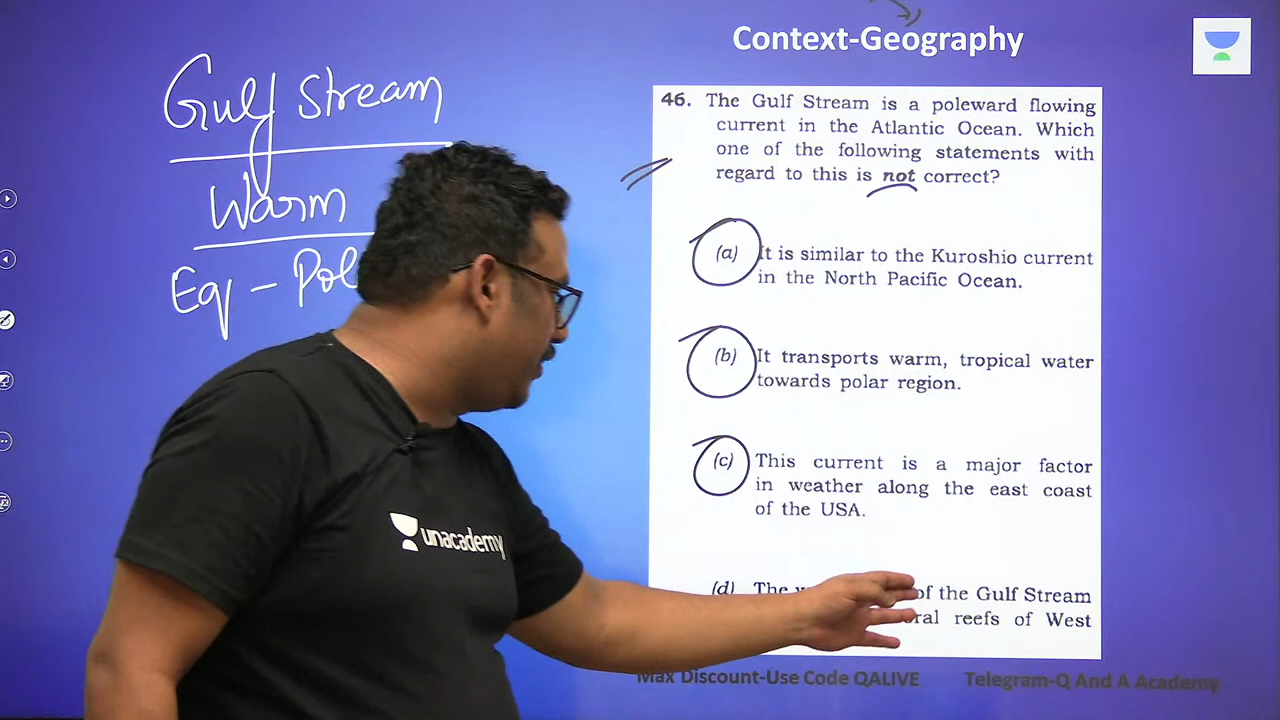 Context-Geography
Gulf Stream
Warm
Eq - Pol
46. The Gulf Stream is a poleward flowing
current in the Atlantic Ocean. Which
one of the following statements with
regard to this is not correct?
(a) It is similar to the Kuroshio current
in the North Pacific Ocean.
(b) It transports warm, tropical water
towards polar region.
(c) This current is a major factor
in weather along the east coast
of the USA.
(d) The of the Gulf Stream
reefs of West
unacademy
Max Discount-Use Code QALIVE
Telegram-Q And A Academy